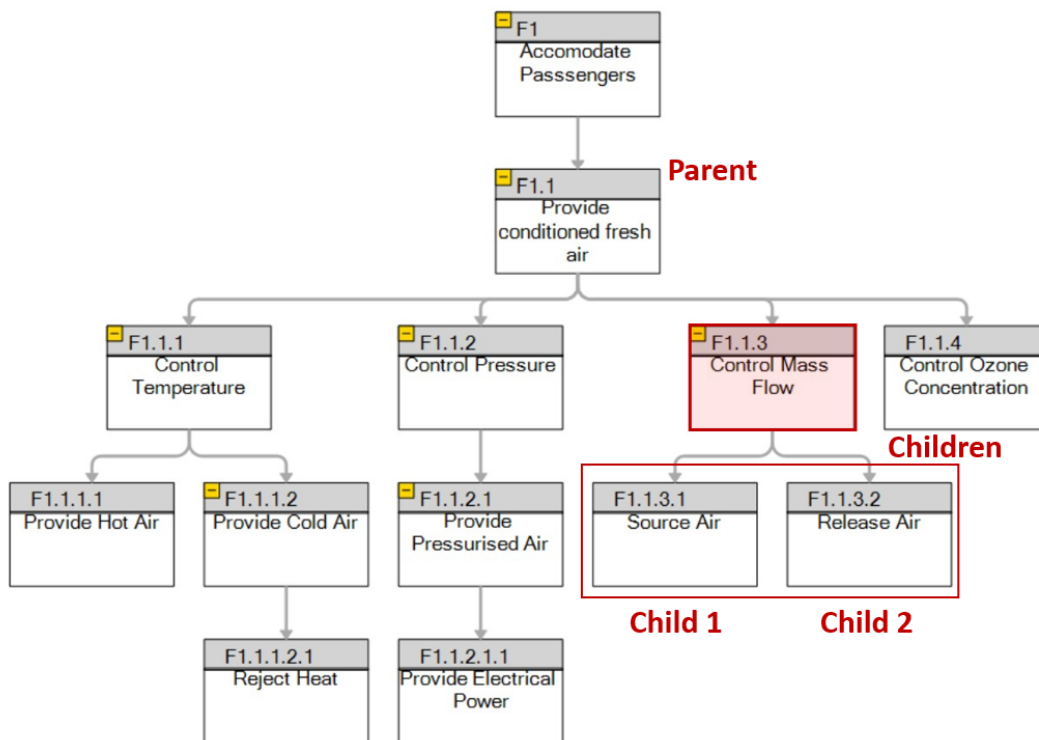 F1
Accomodate
Passsengers
Parent
F1.1
Provide
conditioned fresh
air
F1.1.1
Control
Temperature
F1.1.2
Control Pressure
F1.1.3
Control Mass
Flow
F1.1.4
Control Ozone
Concentration
Children
F1.1.1.1
Provide Hot Air
F1.1.1.2
Provide Cold Air
F1.1.2.1
Provide
Pressurised Air
F1.1.3.1
Source Air
F1.1.3.2
Release Air
Child 1
Child 2
F1.1.1.2.1
Reject Heat
F1.1.2.1.1
Provide Electrical
Power